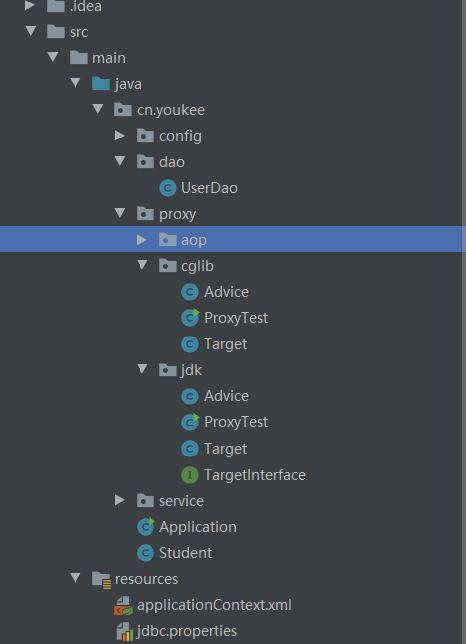 .idea
src
main
java
cn.youkee
config
dao
UserDao
proxy
aop
cglib
Advice
ProxyTest
Target
jdk
Advice
ProxyTest
Target
TargetInterface
service
Application
Student
resources
applicationContext.xml
jdbc.properties